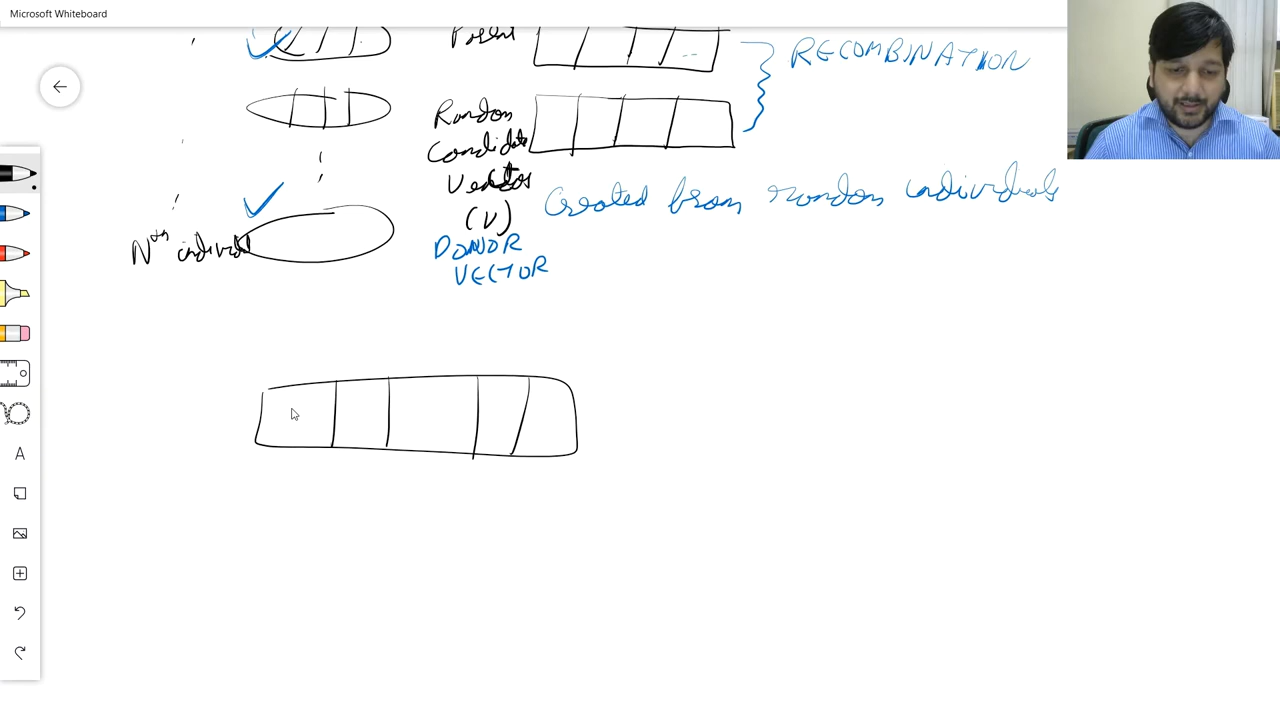 Microsoft Whiteboard
Parent
RECOMBINATION
Random
Candidate
Vector
(V)
Created from random individuals
Nth individual
DONOR
VECTOR
A